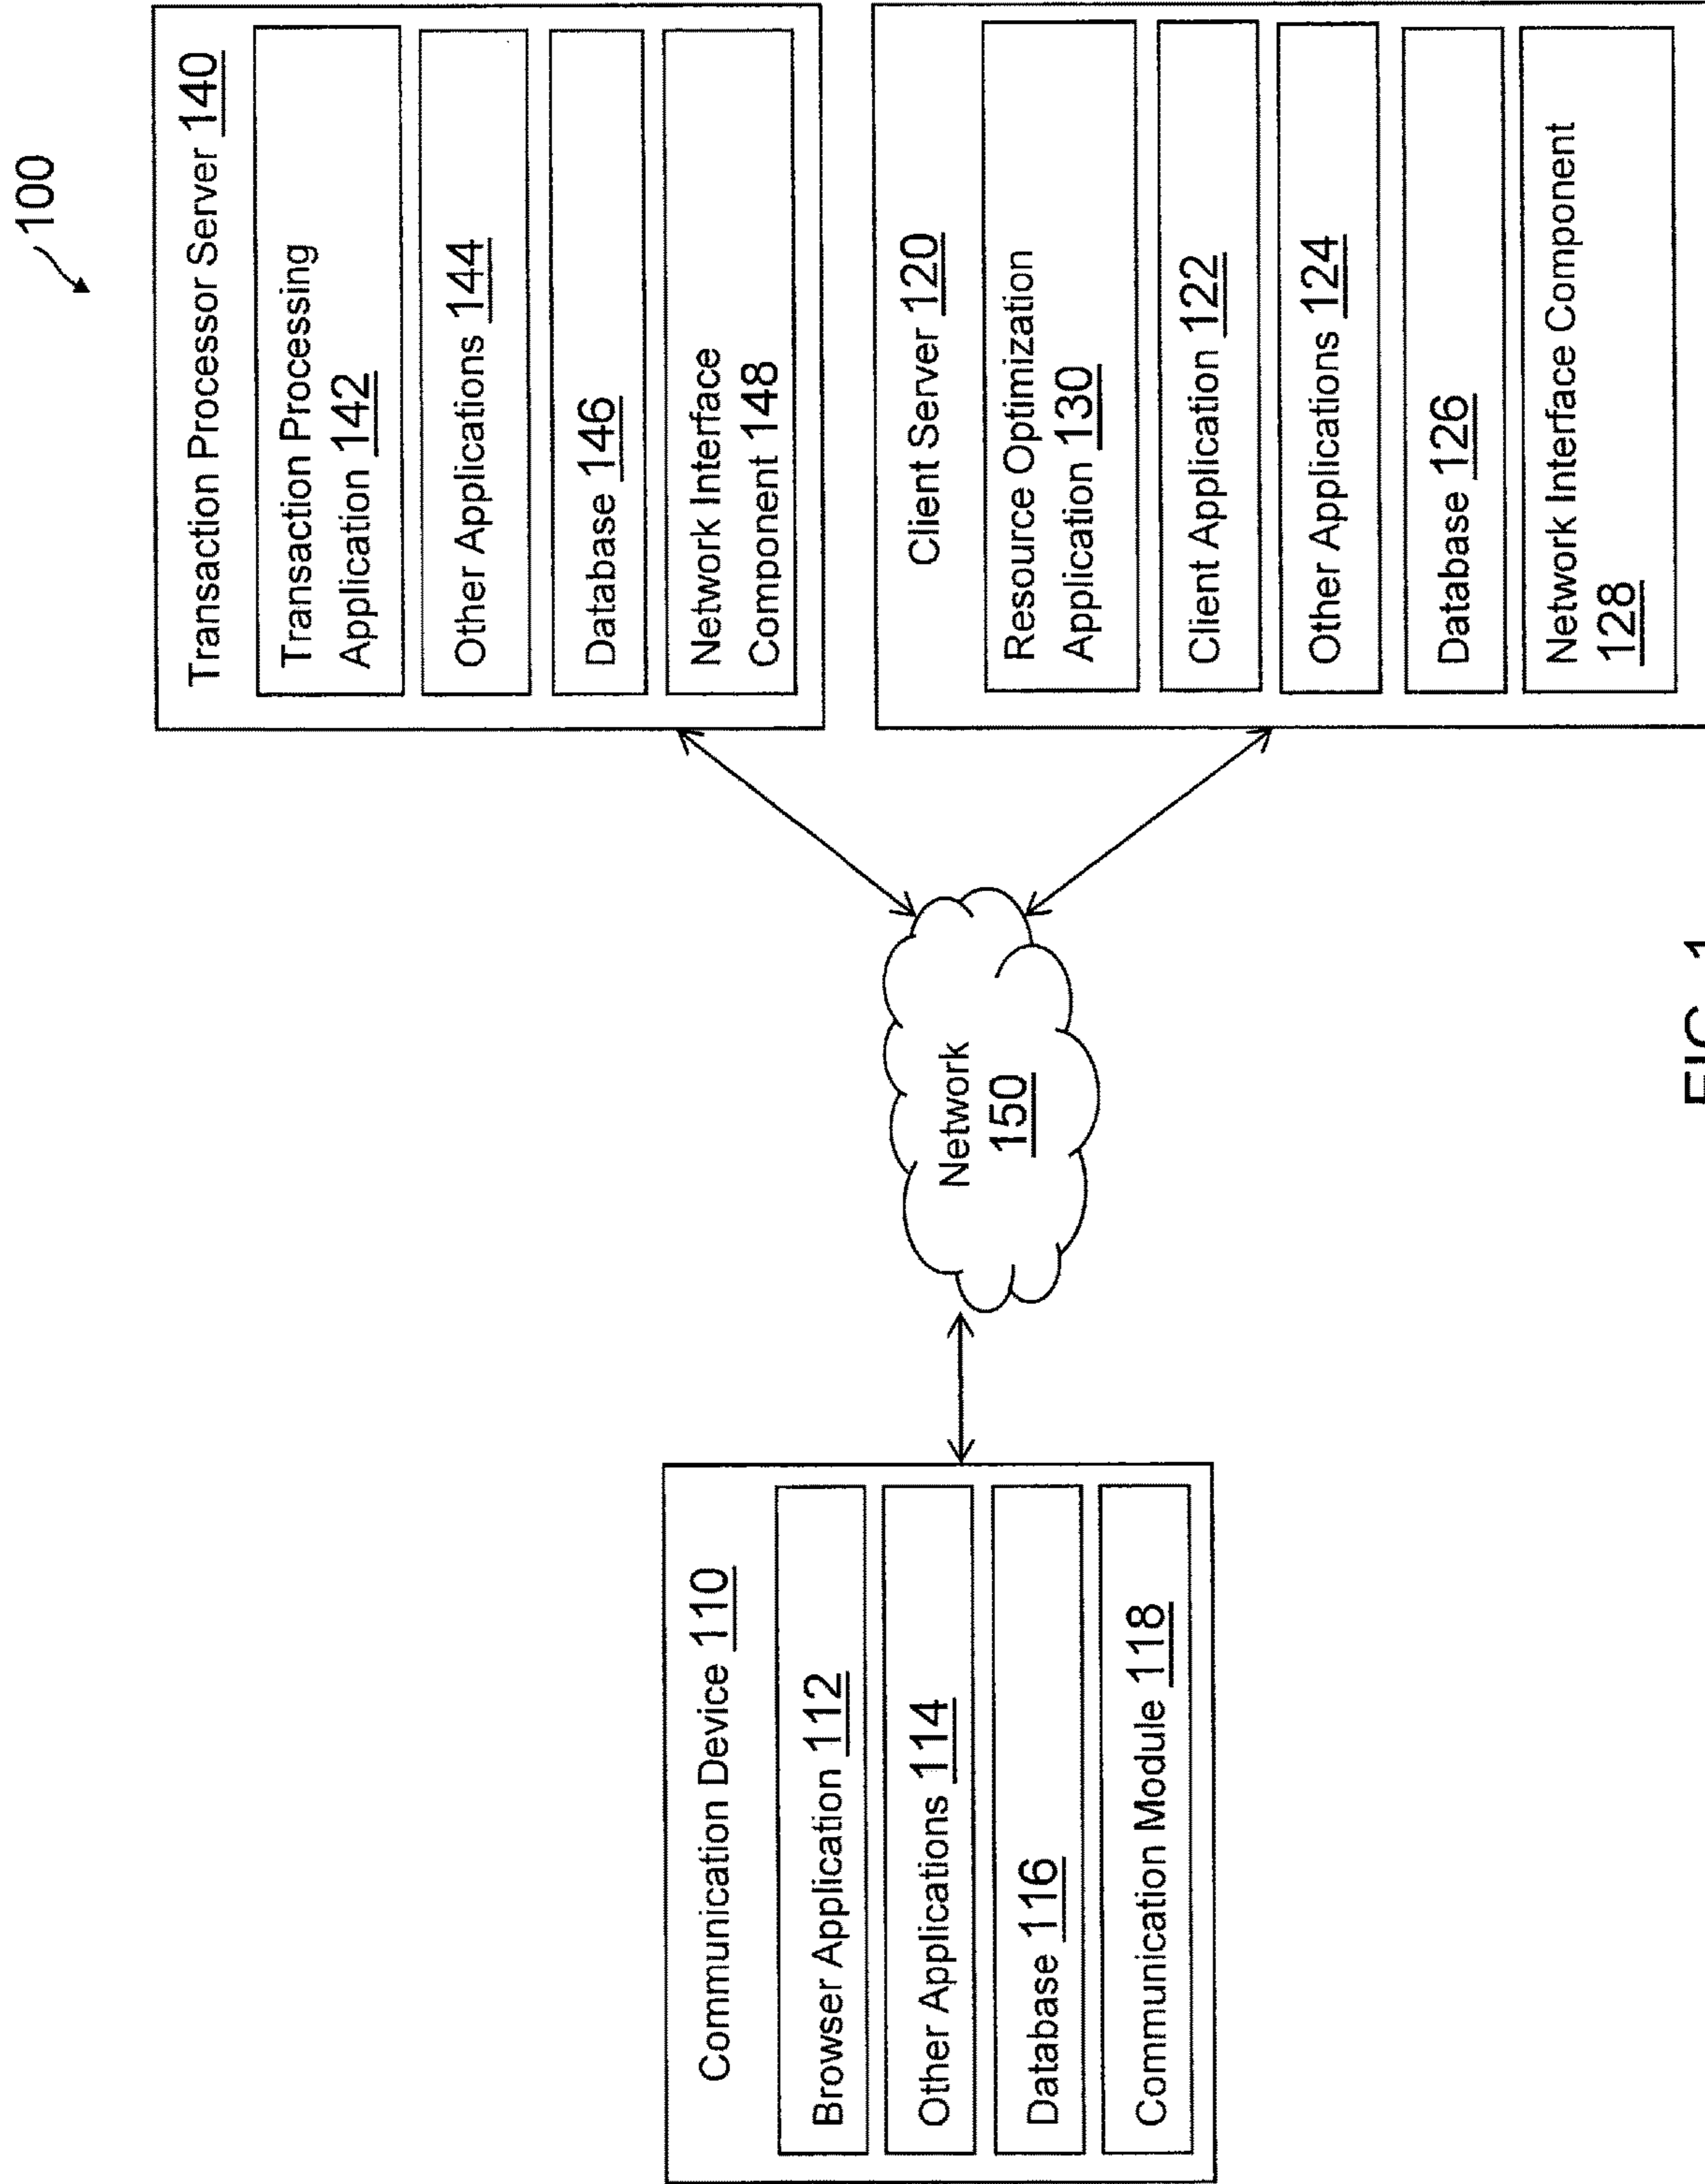 100
Communication Device 110
Browser Application 112
Other Applications 114
Database 116
Communication Module 118
Network
150
Transaction Processor Server 140
Transaction Processing
Application 142
Other Applications 144
Database 146
Network Interface
Component 148
Client Server 120
Resource Optimization
Application 130
Client Application 122
Other Applications 124
Database 126
Network Interface Component
128
FIG. 1